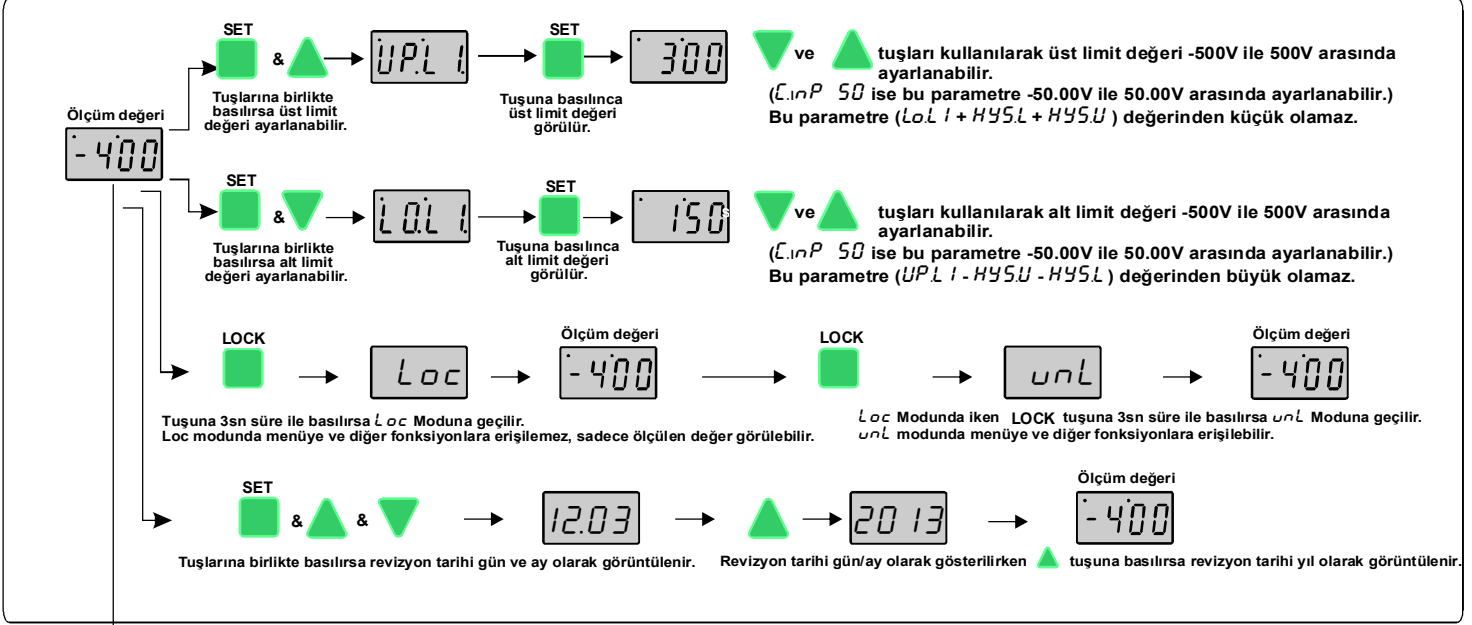 Ölçüm değeri
- 400
SET
&
UP.L 1.
SET
300
Tuşlarına birlikte
basılırsa üst limit
değeri ayarlanabilir.
Tuşuna basılınca
üst limit değeri
görülür.
ve tuşları kullanılarak üst limit değeri -500V ile 500V arasında
ayarlanabilir.
(C.inP 50 ise bu parametre -50.00V ile 50.00V arasında ayarlanabilir.)
Bu parametre (Lo.L 1 + HYS.L + HYS.U ) değerinden küçük olamaz.
SET
&
LO.L 1.
SET
150
Tuşlarına birlikte
basılırsa alt limit
değeri ayarlanabilir.
Tuşuna basılınca
alt limit değeri
görülür.
ve tuşları kullanılarak alt limit değeri -500V ile 500V arasında
ayarlanabilir.
(C.inP 50 ise bu parametre -50.00V ile 50.00V arasında ayarlanabilir.)
Bu parametre (UP.L 1 - HYS.U - HYS.L ) değerinden büyük olamaz.
LOCK
Loc
Ölçüm değeri
- 400
LOCK
unL
Ölçüm değeri
- 400
Tuşuna 3sn süre ile basılırsa Loc Moduna geçilir.
Loc modunda menüye ve diğer fonksiyonlara erişilemez, sadece ölçülen değer görülebilir.
Loc Modunda iken LOCK tuşuna 3sn süre ile basılırsa unL Moduna geçilir.
unL modunda menüye ve diğer fonksiyonlara erişilebilir.
SET
& &
12.03
2013
Ölçüm değeri
- 400
Tuşlarına birlikte basılırsa revizyon tarihi gün ve ay olarak görüntülenir.
Revizyon tarihi gün/ay olarak gösterilirken tuşuna basılırsa revizyon tarihi yıl olarak görüntülenir.